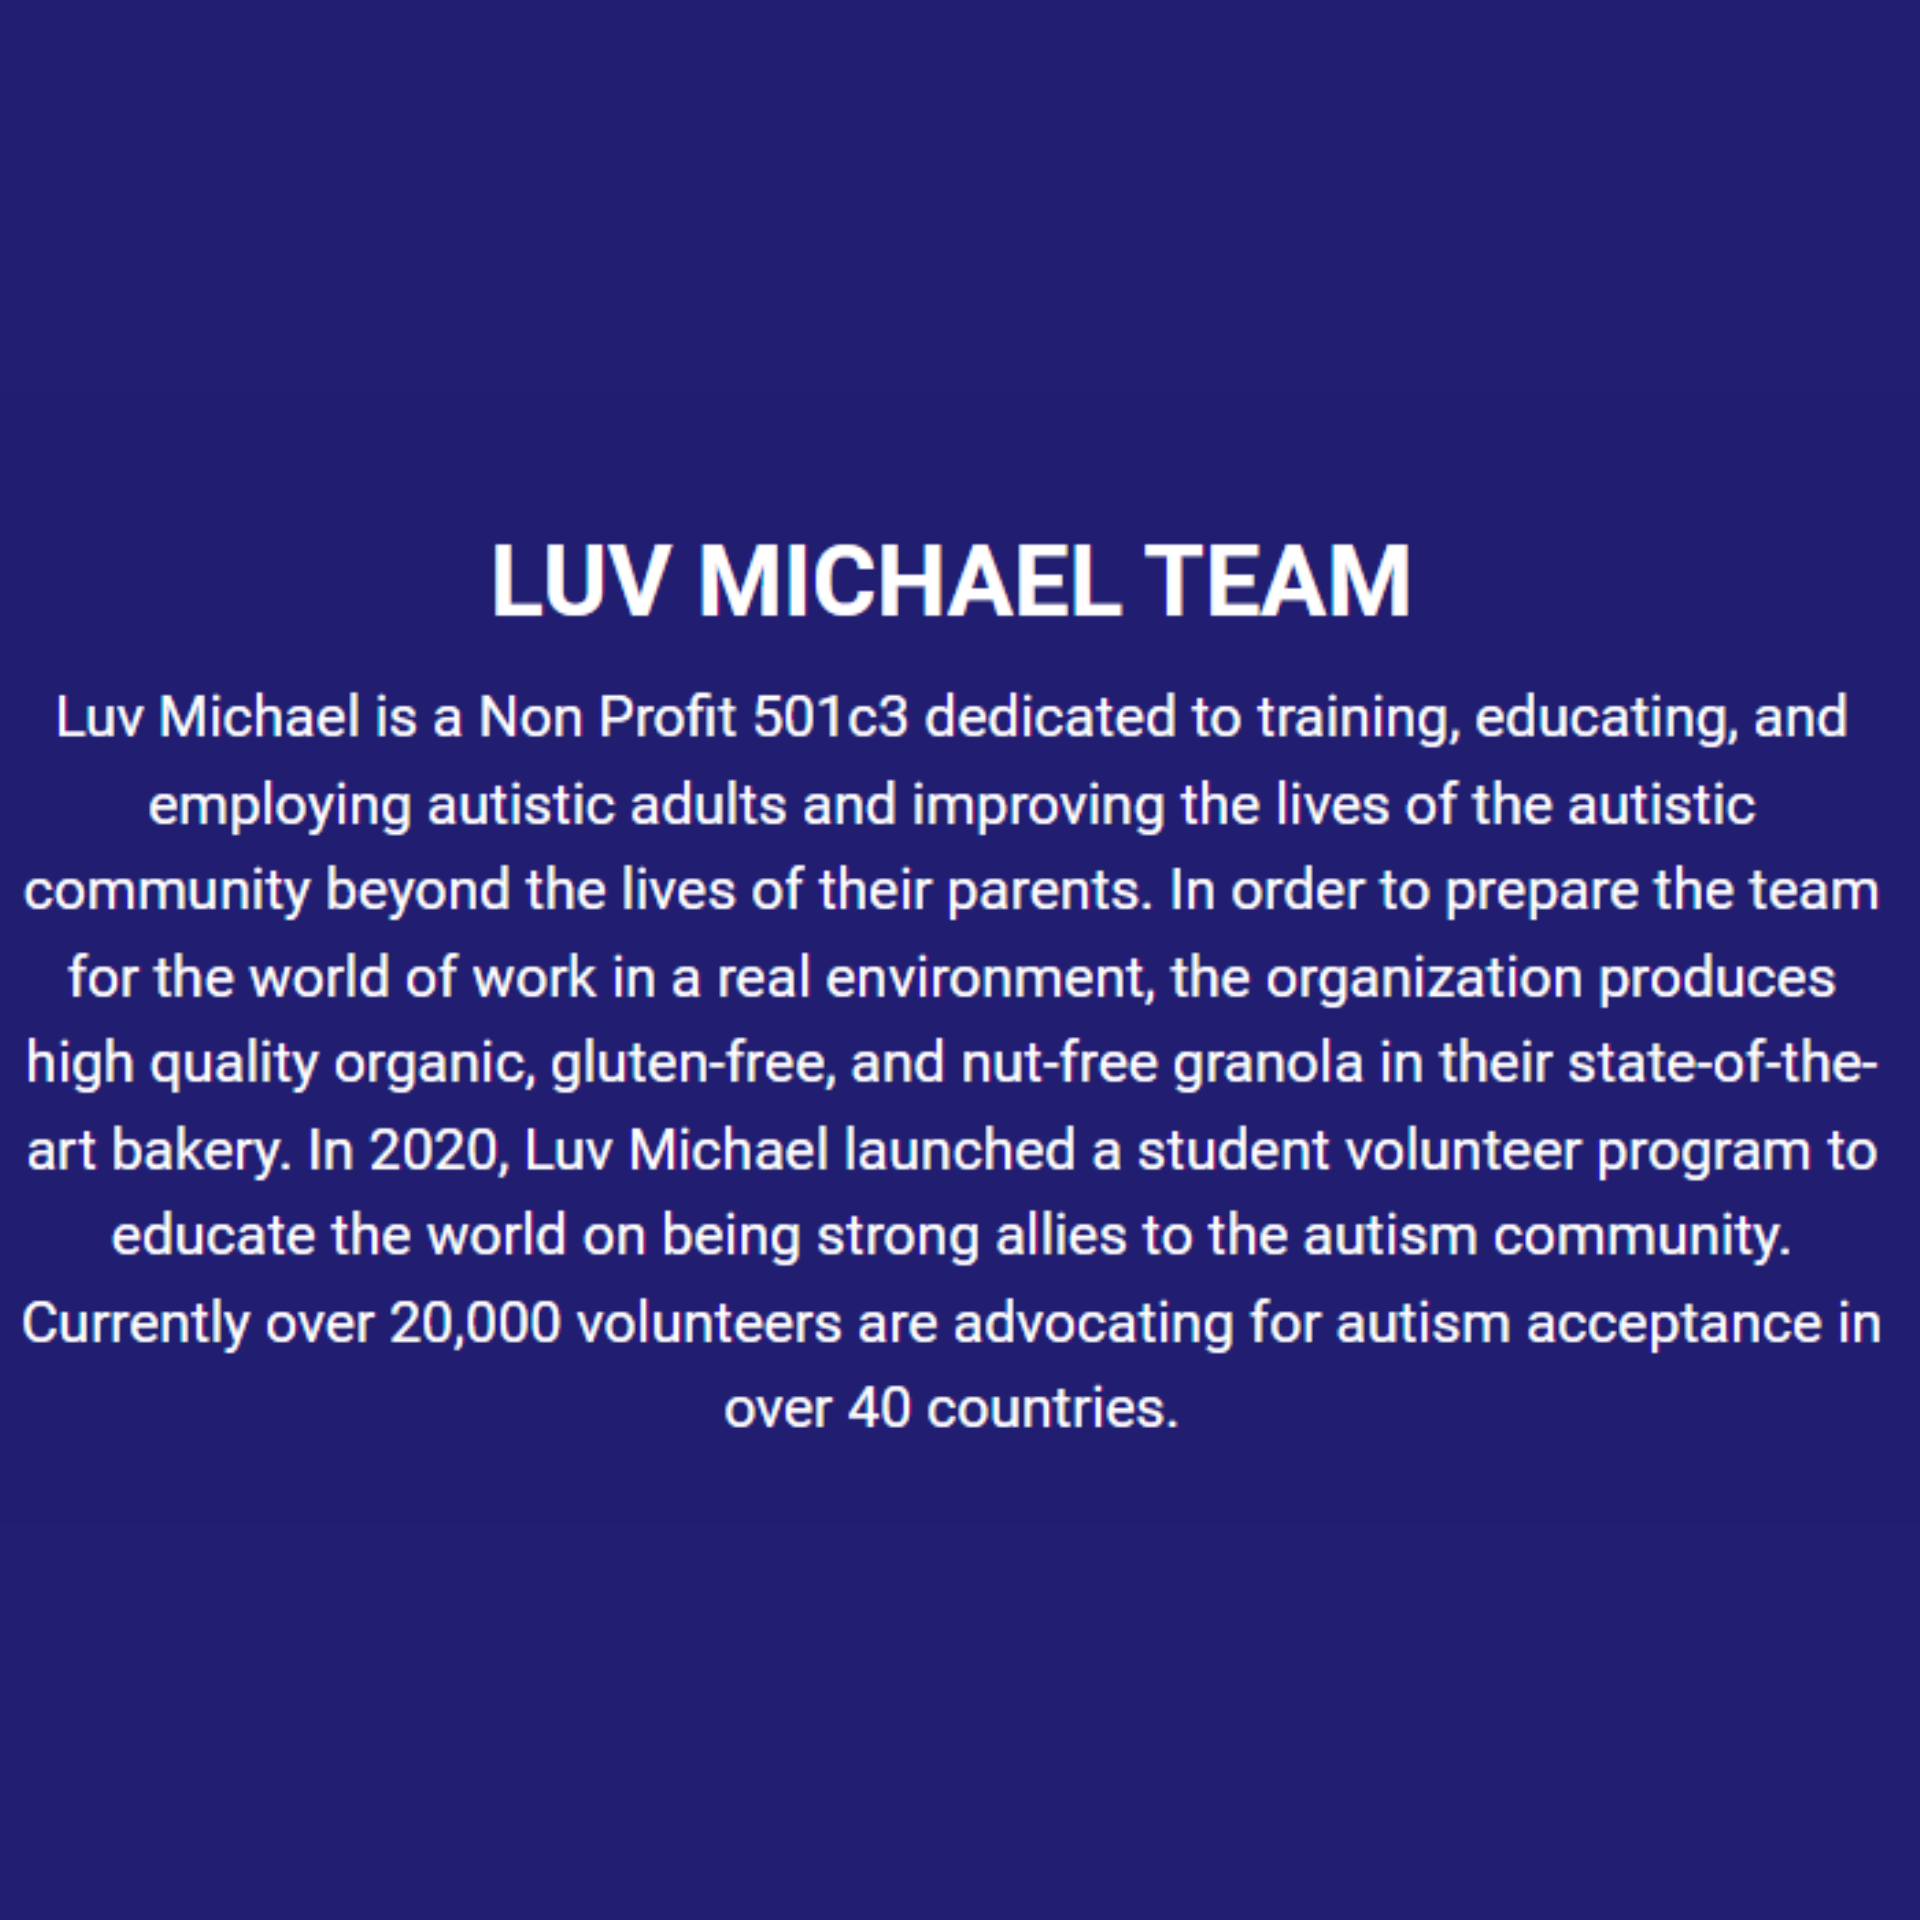 LUV MICHAEL TEAM
Luv Michael is a Non Profit 501c3 dedicated to training, educating, and
employing autistic adults and improving the lives of the autistic
community beyond the lives of their parents. In order to prepare the team
for the world of work in a real environment, the organization produces
high quality organic, gluten-free, and nut-free granola in their state-of-the-
art bakery. In 2020, Luv Michael launched a student volunteer program to
educate the world on being strong allies to the autism community.
Currently over 20,000 volunteers are advocating for autism acceptance in
over 40 countries.